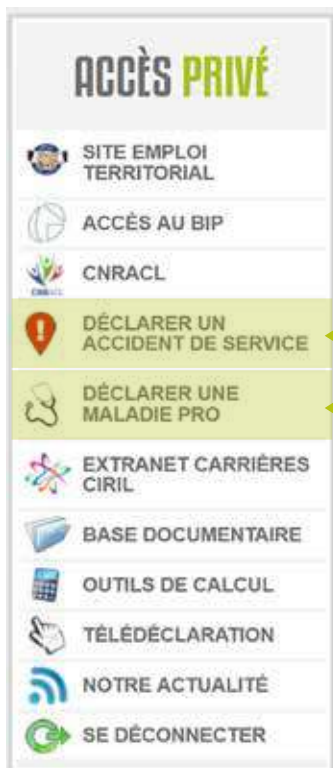 ACCÈS PRIVÉ
SITE EMPLOI
TERRITORIAL
ACCÈS AU BIP
CNRACL
DÉCLARER UN
ACCIDENT DE SERVICE
DÉCLARER UNE
MALADIE PRO
EXTRANET CARRIÈRES
CIRIL
BASE DOCUMENTAIRE
OUTILS DE CALCUL
TÉLÉDÉCLARATION
NOTRE ACTUALITÉ
SE DÉCONNECTER